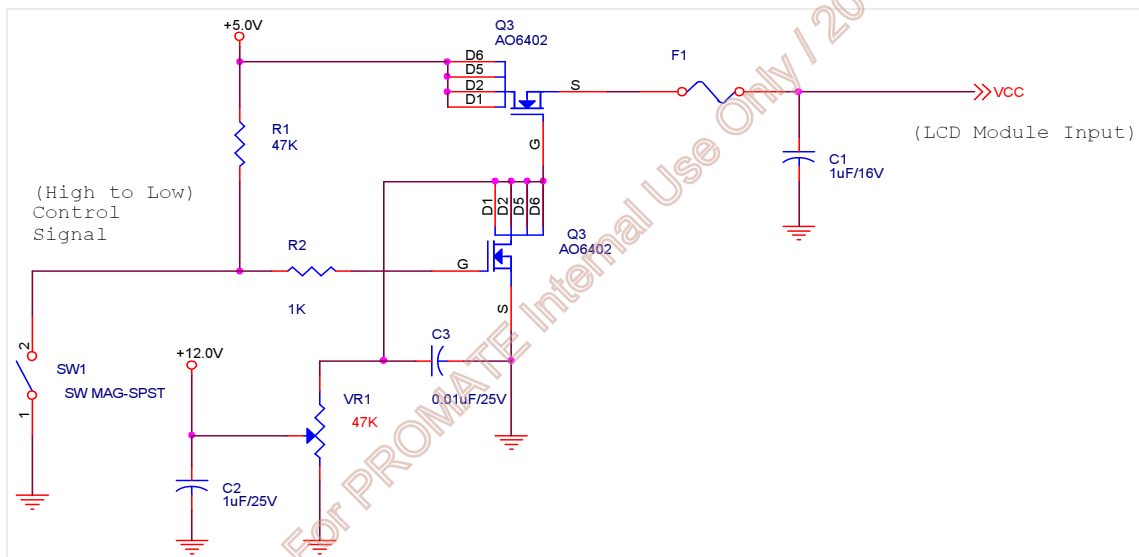 +5.0V
Q3
AO6402
D6
D5
D2
D1
S
G
F1
VCC
(LCD Module Input)
R1
47K
C1
1uF/16V
(High to Low)
Control
Signal
D1
D2
D5
D6
Q3
AO6402
R2
1K
G
S
+12.0V
C3
0.01uF/25V
2
SW1
SW MAG-SPST
1
VR1
47K
C2
1uF/25V
For PROMATE Internal Use Only / 20